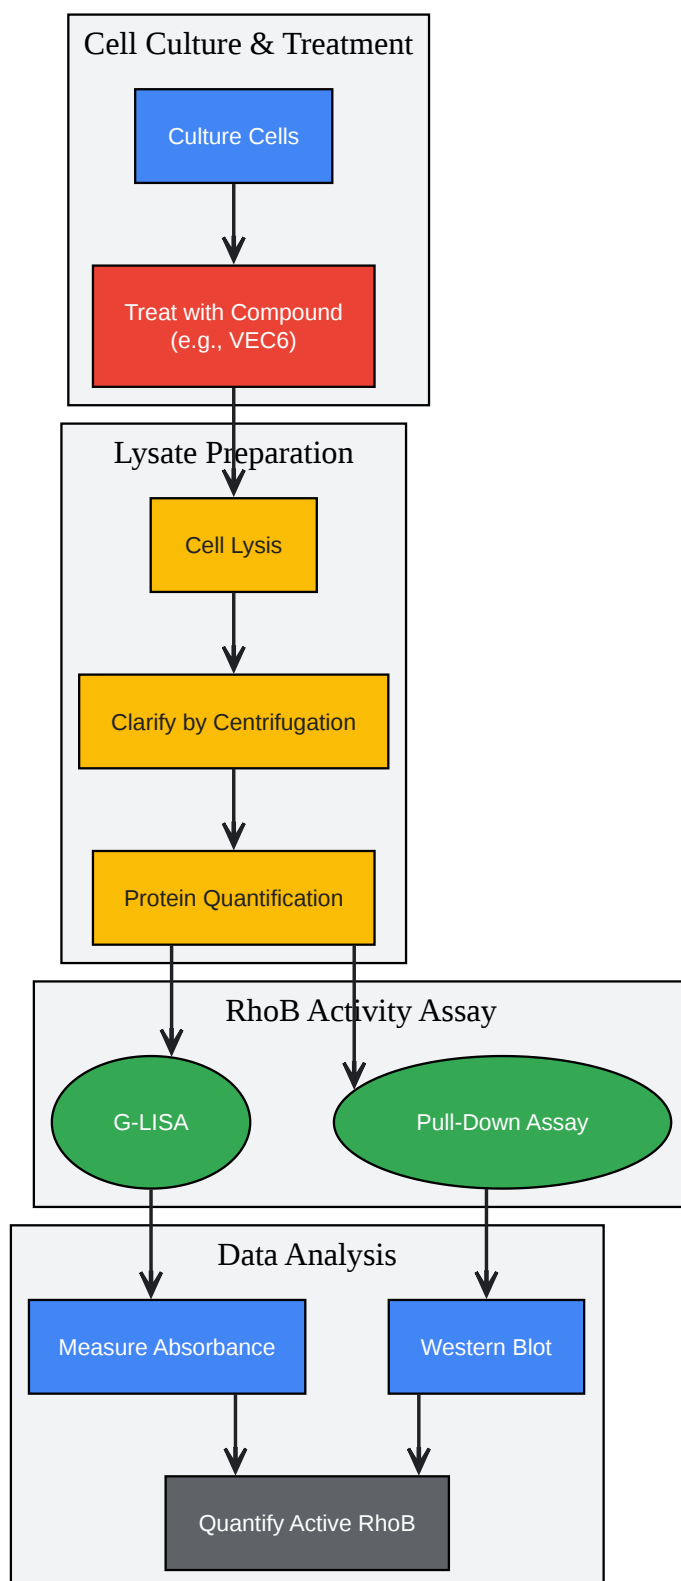 Cell Culture & Treatment
Culture Cells
Treat with Compound
(e.g., VEC6)
Lysate Preparation
Cell Lysis
Clarify by Centrifugation
Protein Quantification
RhoB Activity Assay
G-LISA
Pull-Down Assay
Data Analysis
Measure Absorbance
Western Blot
Quantify Active RhoB